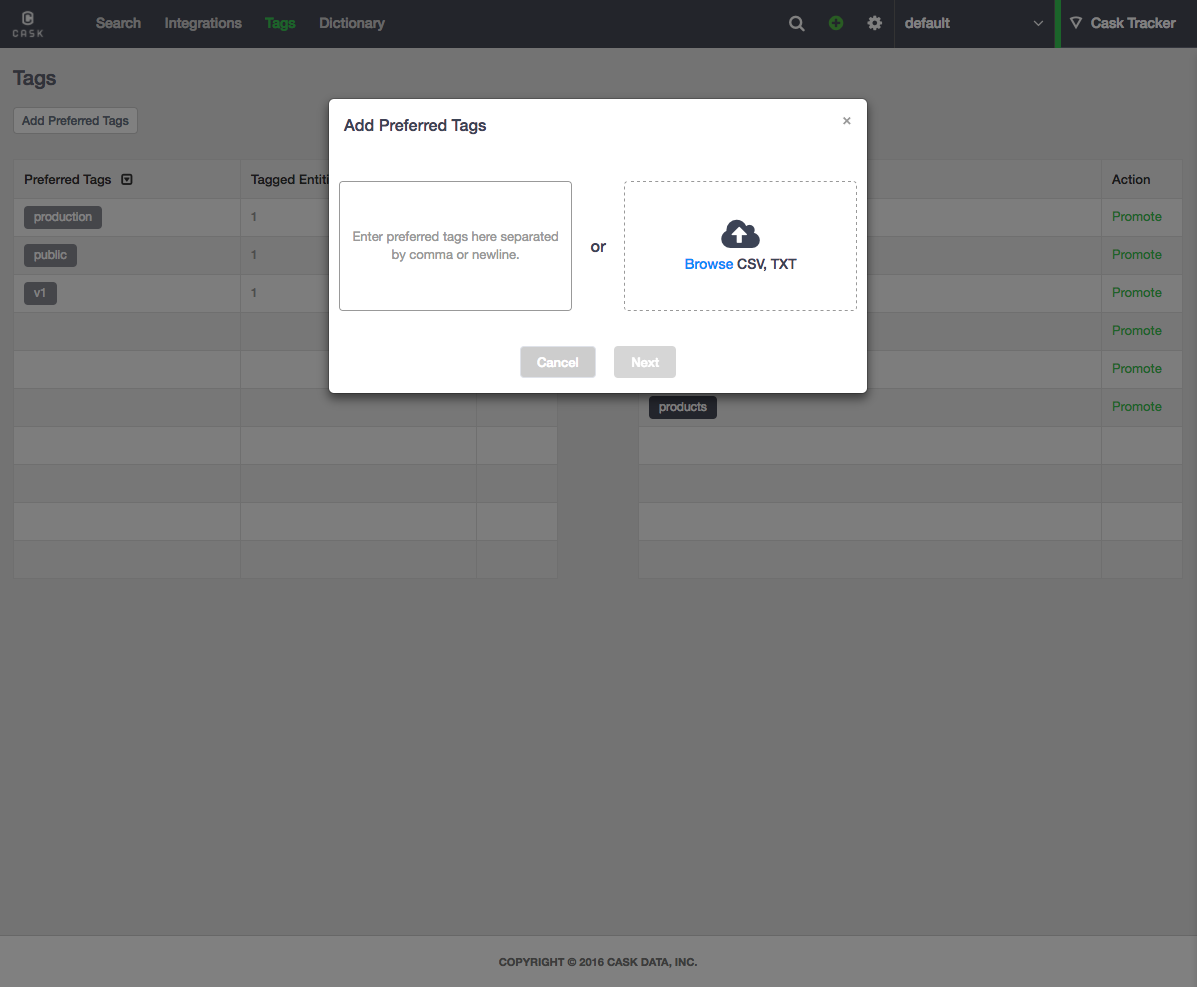 CASK
Search Integrations Tags Dictionary default Cask Tracker
Tags
Add Preferred Tags
Add Preferred Tags ×
Enter preferred tags here separated
by comma or newline.
or
Browse CSV, TXT
Cancel Next
Preferred Tags Tagged Entiti Action
production 1 Promote
public 1 Promote
v1 1 Promote
Promote
Promote
products Promote
COPYRIGHT © 2016 CASK DATA, INC.